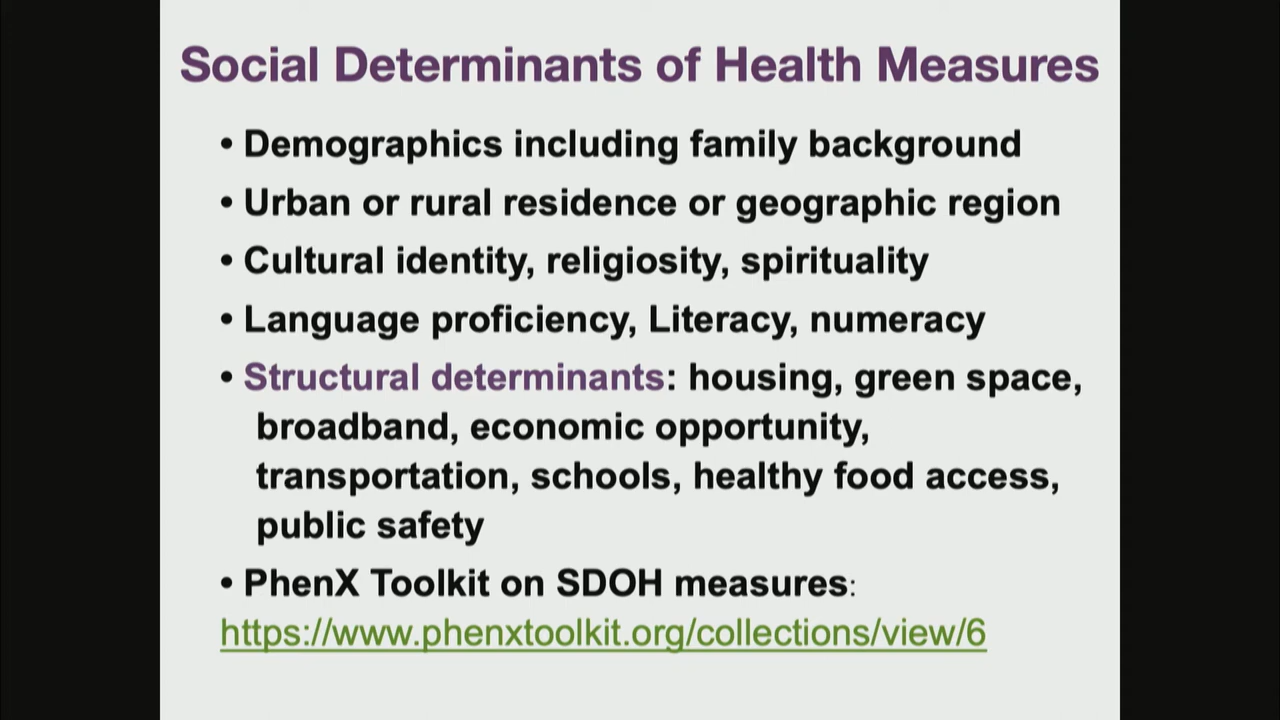 Social Determinants of Health Measures
• Demographics including family background
• Urban or rural residence or geographic region
• Cultural identity, religiosity, spirituality
• Language proficiency, Literacy, numeracy
• Structural determinants: housing, green space,
broadband, economic opportunity,
transportation, schools, healthy food access,
public safety
• PhenX Toolkit on SDOH measures:
https://www.phenxtoolkit.org/collections/view/6